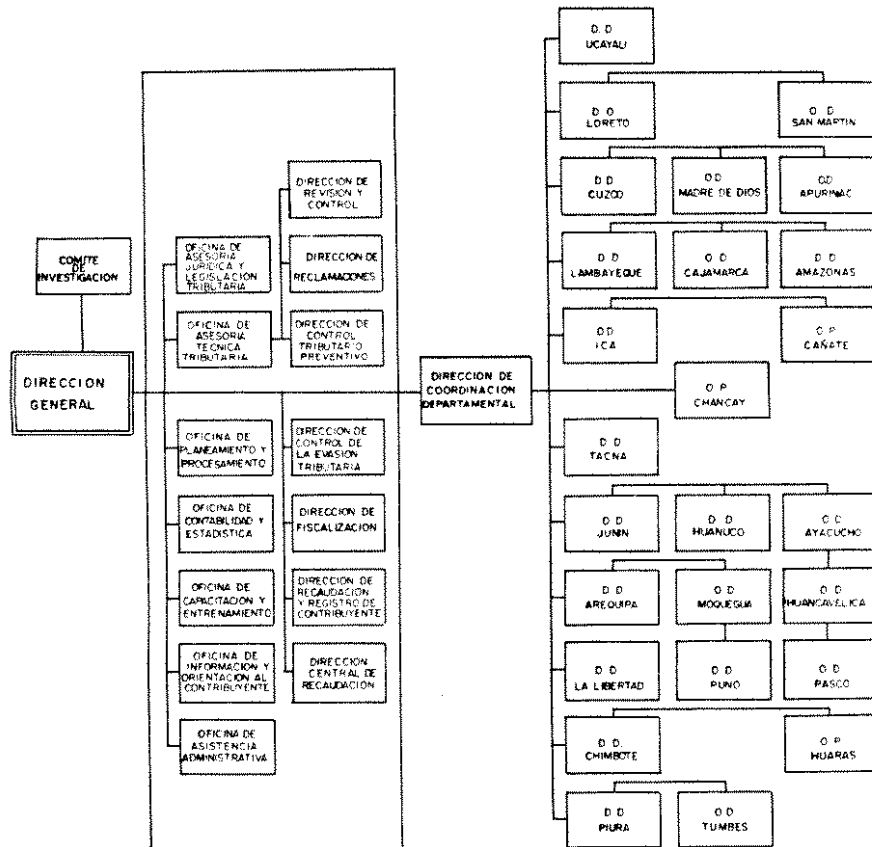 COMITE
DE
INVESTIGACION
DIRECCION
GENERAL
OFICINA DE
ASESORIA
JURIDICA Y
LEGISLACION
TRIBUTARIA
OFICINA DE
ASESORIA
TECNICA
TRIBUTARIA
OFICINA DE
PLANEAMIENTO Y
PROCESAMIENTO
OFICINA DE
CONTABILIDAD Y
ESTADISTICA
OFICINA DE
CAPACITACION Y
ENTRENAMIENTO
OFICINA DE
INFORMACION Y
ORIENTACION AL
CONTRIBUYENTE
OFICINA DE
ASISTENCIA
ADMINISTRATIVA
DIRECCION DE
REVISION Y
CONTROL
DIRECCION DE
RECLAMACIONES
DIRECCION DE
CONTROL
TRIBUTARIO
PREVENTIVO
DIRECCION DE
CONTROL DE
LA EVASION
TRIBUTARIA
DIRECCION DE
FISCALIZACION
DIRECCION DE
RECAUDACION
Y REGISTRO DE
CONTRIBUYENTE
DIRECCION
CENTRAL DE
RECAUDACION
DIRECCION DE
COORDINACION
DEPARTAMENTAL
D. D
UCAYALI
D D
LORETO
O D
SAN MARTIN
D D
CUZCO
O D
MADRE DE DIOS
O D
APURIMAC
D D
LAMBAYEQUE
O D
CAJAMARCA
O D
AMAZONAS
D D
ICA
O P
CAÑATE
O P
CHANCAY
D D
TACNA
D D
JUNIN
O D
HUANUCO
O D
AYACUCHO
D D
AREQUIPA
O D
MOQUEGUA
O D
HUANCAVELICA
D D
LA LIBERTAD
O D
PUNO
O D
PASCO
D D.
CHIMBOTE
O P
HUARAS
D D
PIURA
O D
TUMBES